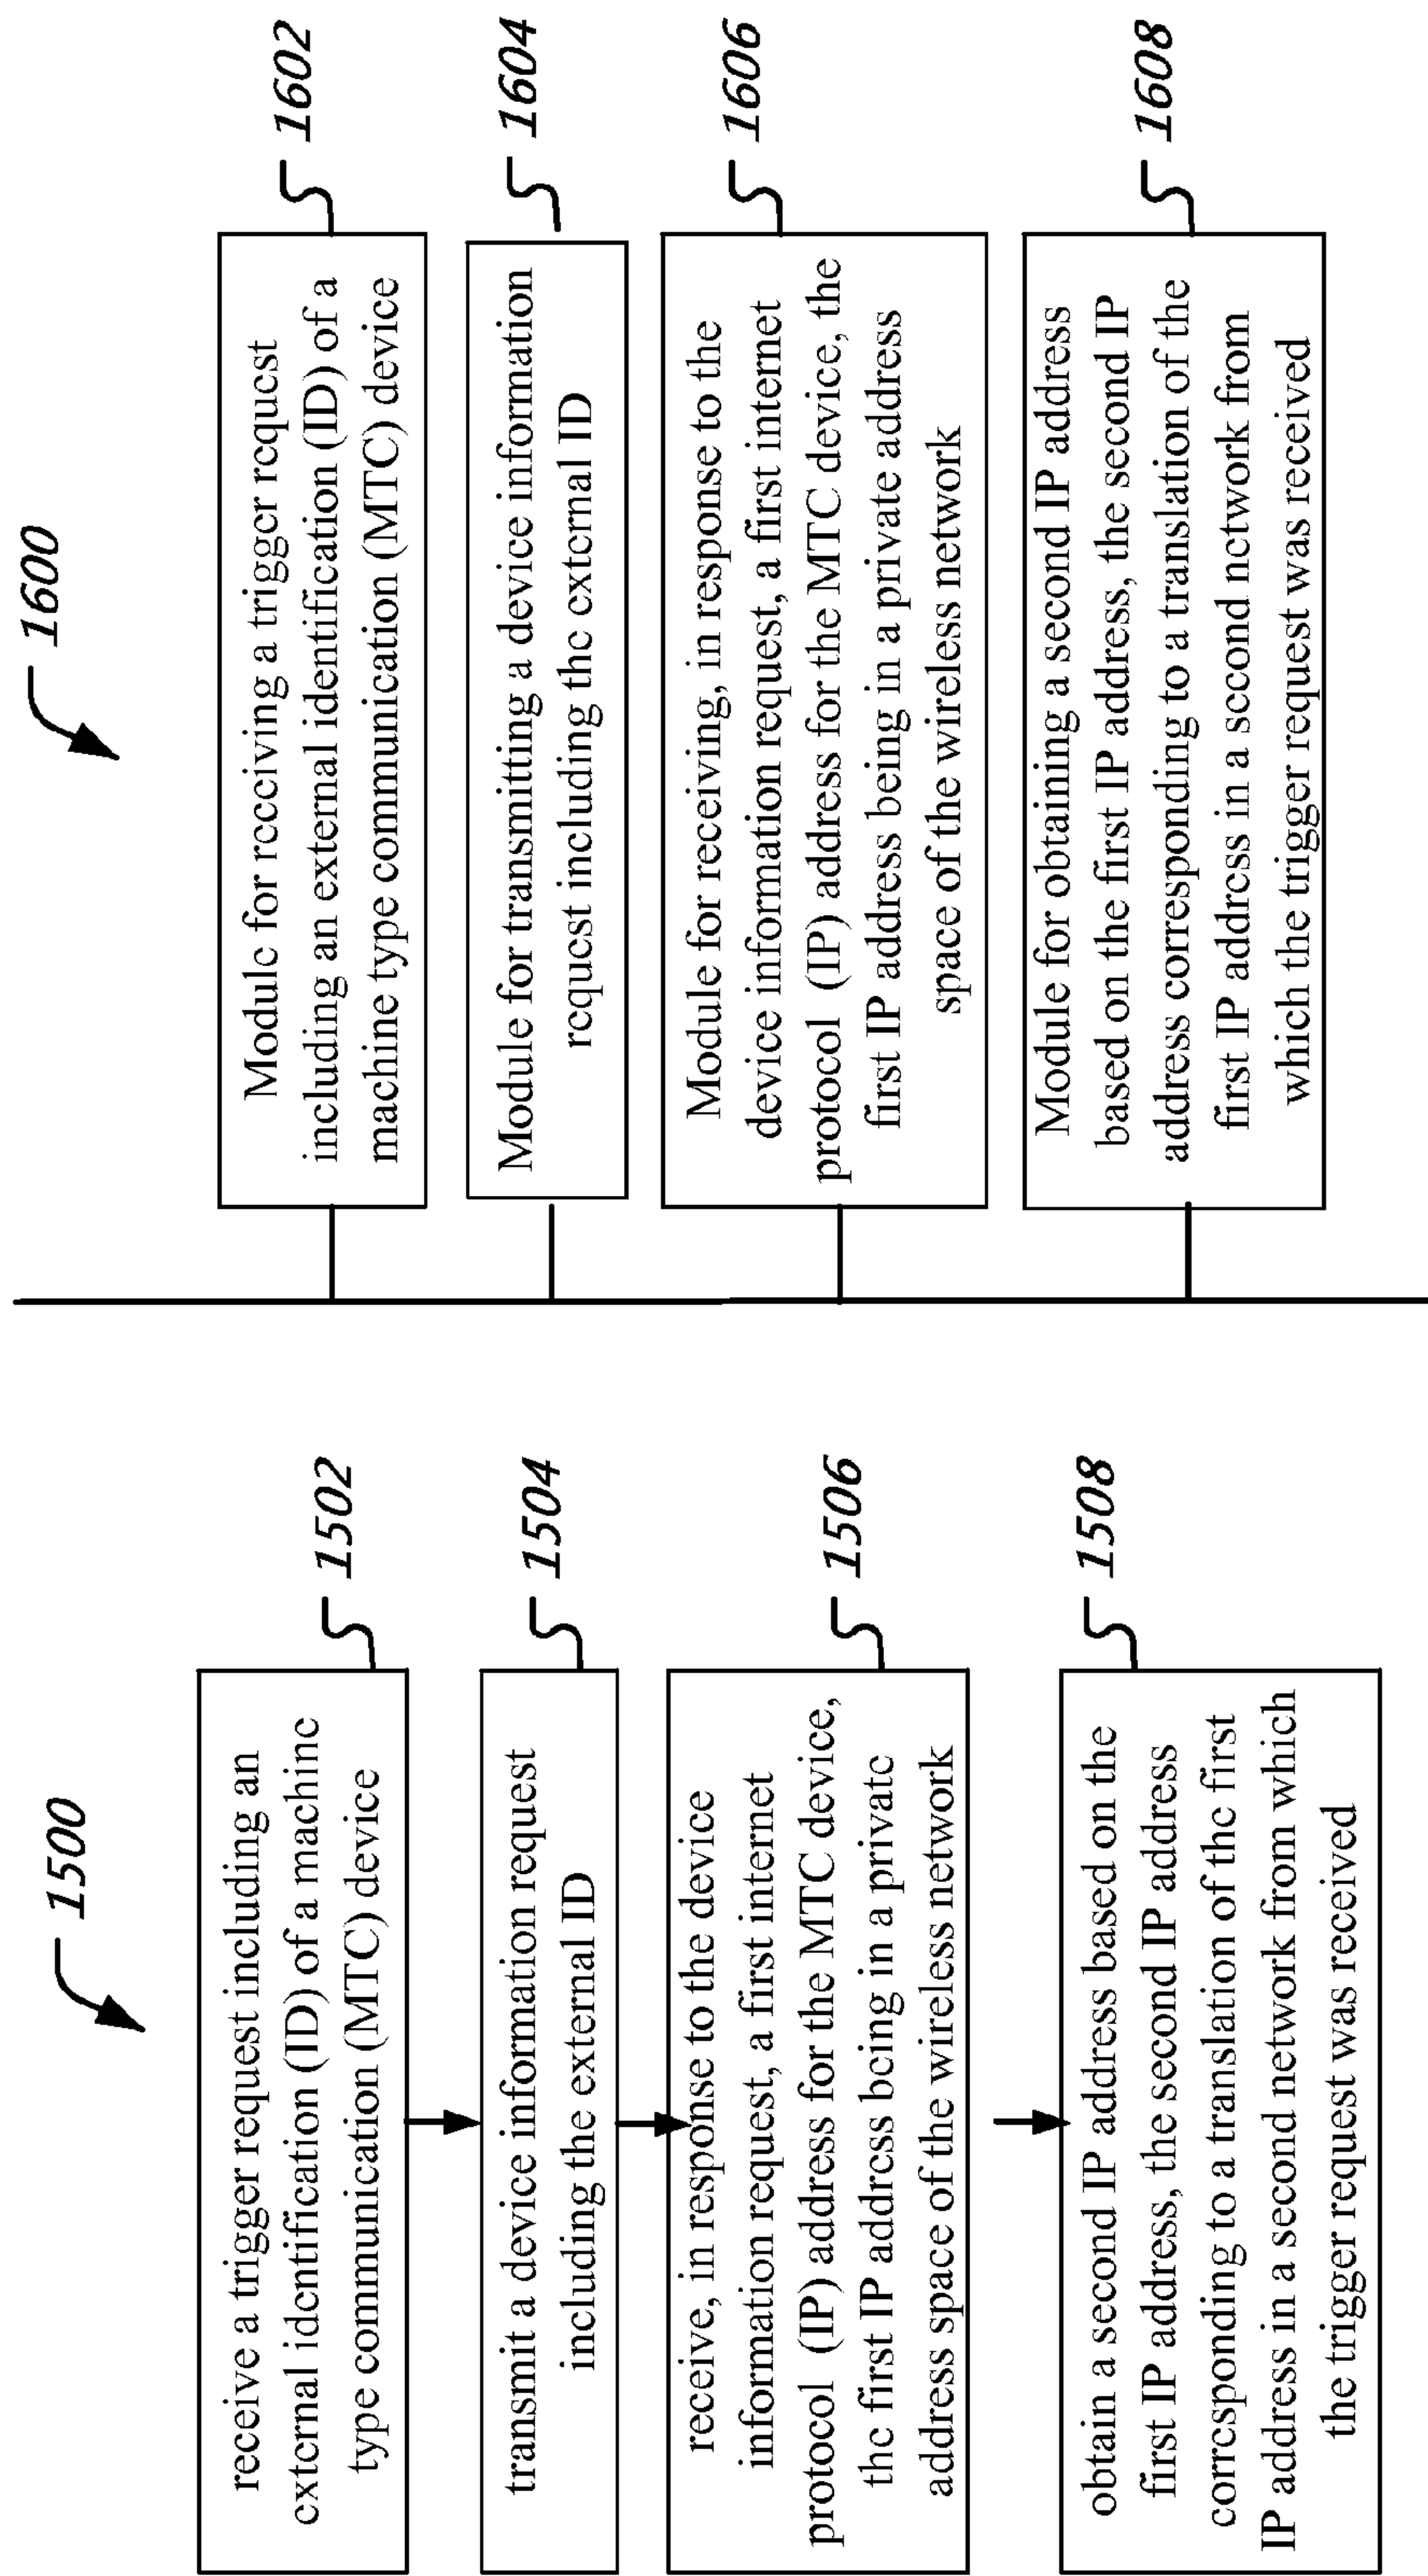 1500
receive a trigger request including an
external identification (ID) of a machine
type communication (MTC) device
1502
transmit a device information request
including the external ID
1504
receive, in response to the device
information request, a first internet
protocol (IP) address for the MTC device,
the first IP address being in a private
address space of the wireless network
1506
obtain a second IP address based on the
first IP address, the second IP address
corresponding to a translation of the first
IP address in a second network from which
the trigger request was received
1508
1600
Module for receiving a trigger request
including an external identification (ID) of a
machine type communication (MTC) device
1602
Module for transmitting a device information
request including the external ID
1604
Module for receiving, in response to the
device information request, a first internet
protocol (IP) address for the MTC device, the
first IP address being in a private address
space of the wireless network
1606
Module for obtaining a second IP address
based on the first IP address, the second IP
address corresponding to a translation of the
first IP address in a second network from
which the trigger request was received
1608